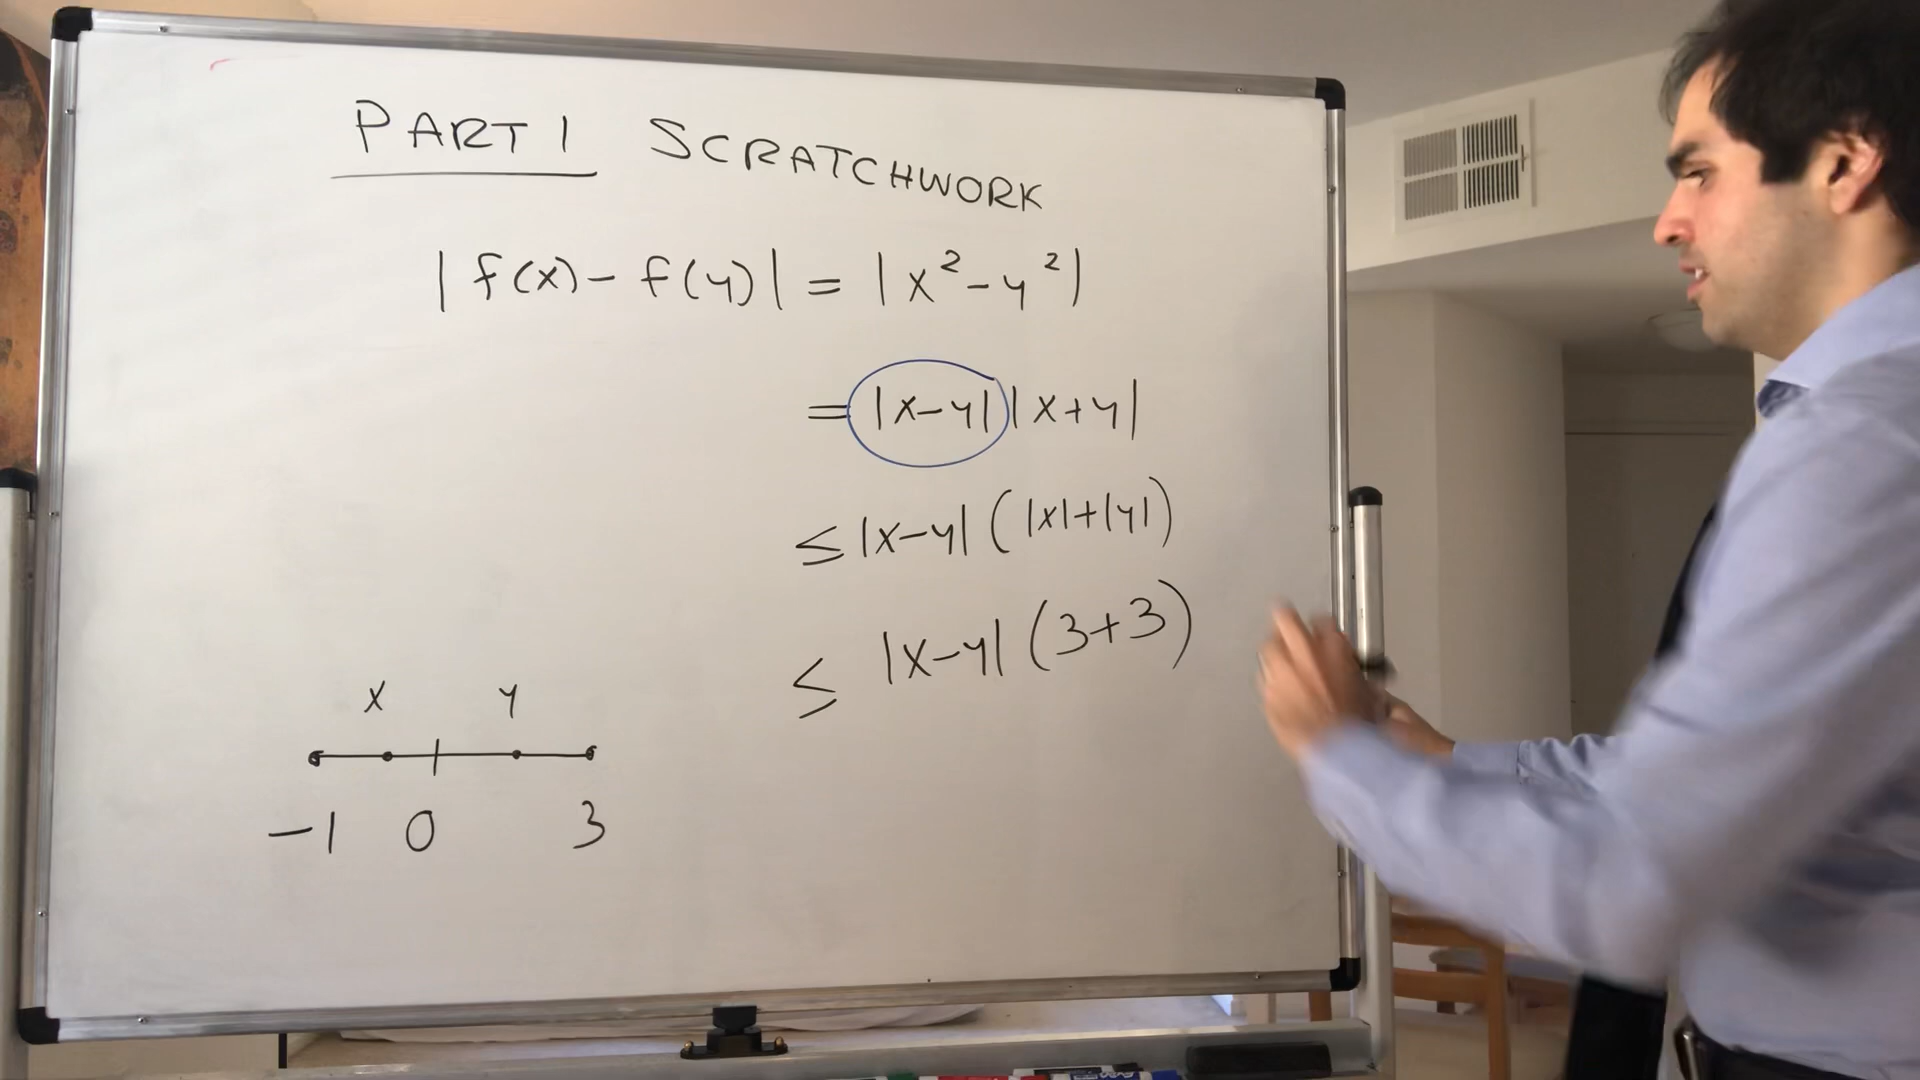 PART 1 SCRATCHWORK
|f(x)-f(y)| = |x²-y²|
= |x-y||x+y|
≤ |x-y| (|x|+|y|)
≤ |x-y| (3+3)
x y
-1 0 3